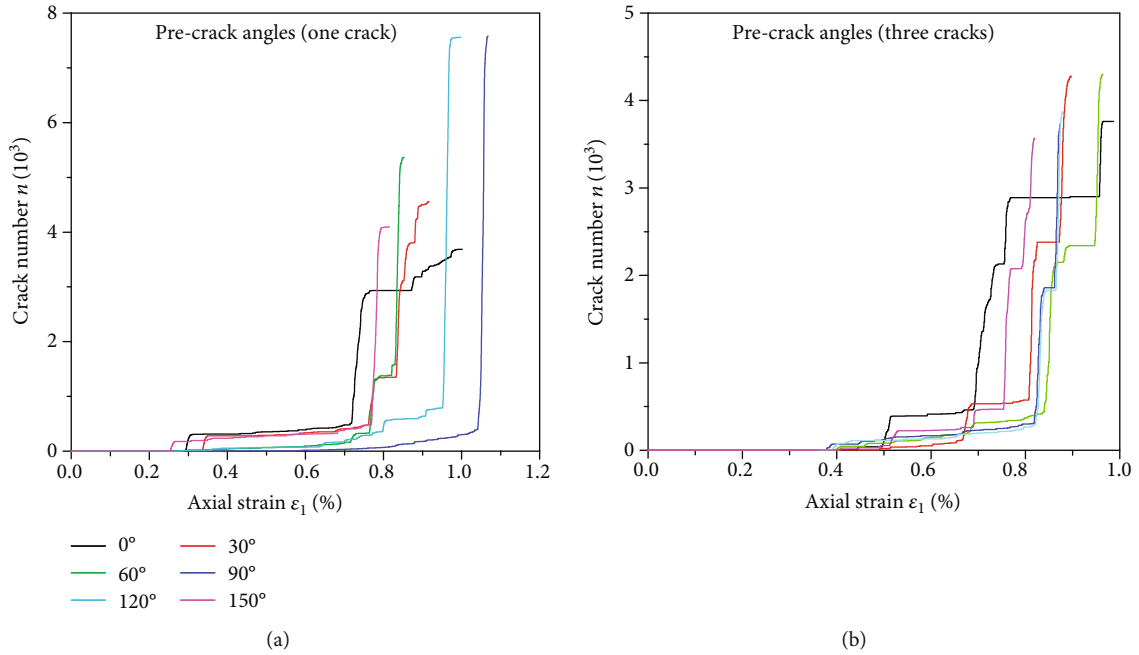 Pre-crack angles (one crack)
8
6
4
2
0
Crack number n (10³)
0.0 0.2 0.4 0.6 0.8 1.0 1.2
Axial strain ε₁ (%)
0° 30°
60° 90°
120° 150°
(a)
Pre-crack angles (three cracks)
5
4
3
2
1
0
Crack number n (10³)
0.0 0.2 0.4 0.6 0.8 1.0
Axial strain ε₁ (%)
(b)